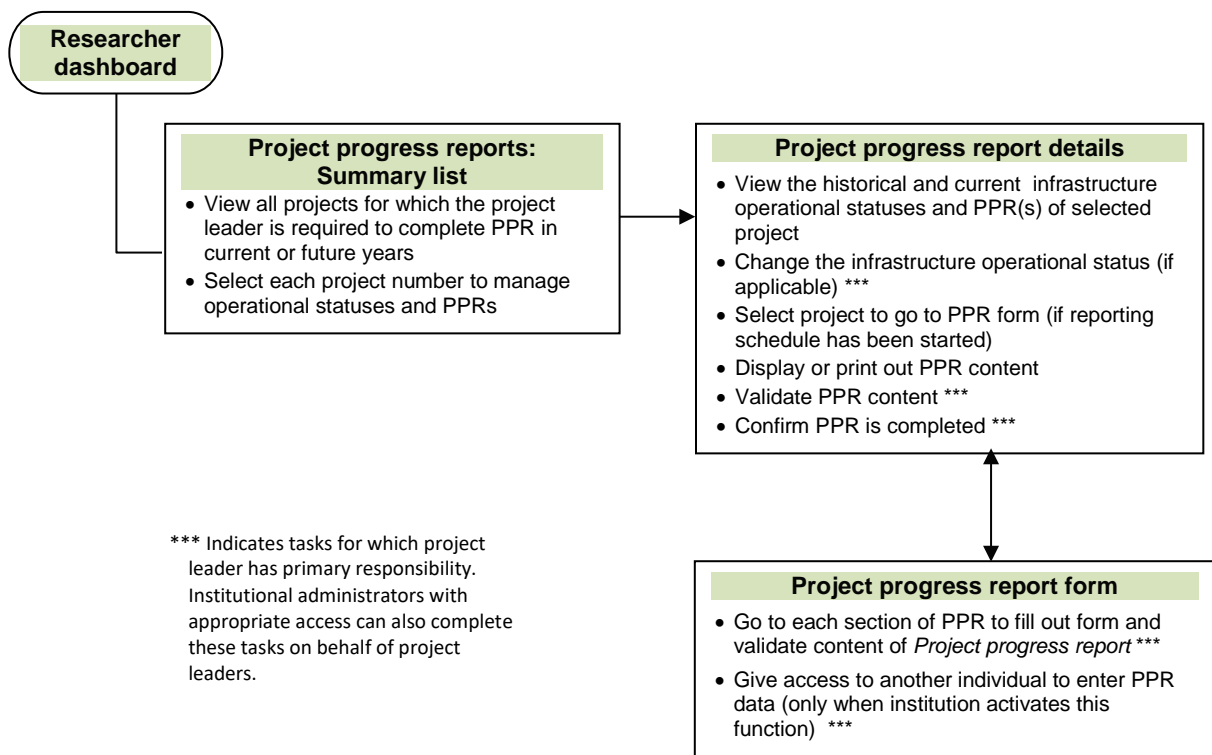 Researcher
dashboard
Project progress reports:
Summary list
• View all projects for which the project
leader is required to complete PPR in
current or future years
• Select each project number to manage
operational statuses and PPRs
Project progress report details
• View the historical and current infrastructure
operational statuses and PPR(s) of selected
project
• Change the infrastructure operational status (if
applicable) ***
• Select project to go to PPR form (if reporting
schedule has been started)
• Display or print out PPR content
• Validate PPR content ***
• Confirm PPR is completed ***
*** Indicates tasks for which project
leader has primary responsibility.
Institutional administrators with
appropriate access can also complete
these tasks on behalf of project
leaders.
Project progress report form
• Go to each section of PPR to fill out form and
validate content of Project progress report ***
• Give access to another individual to enter PPR
data (only when institution activates this
function) ***